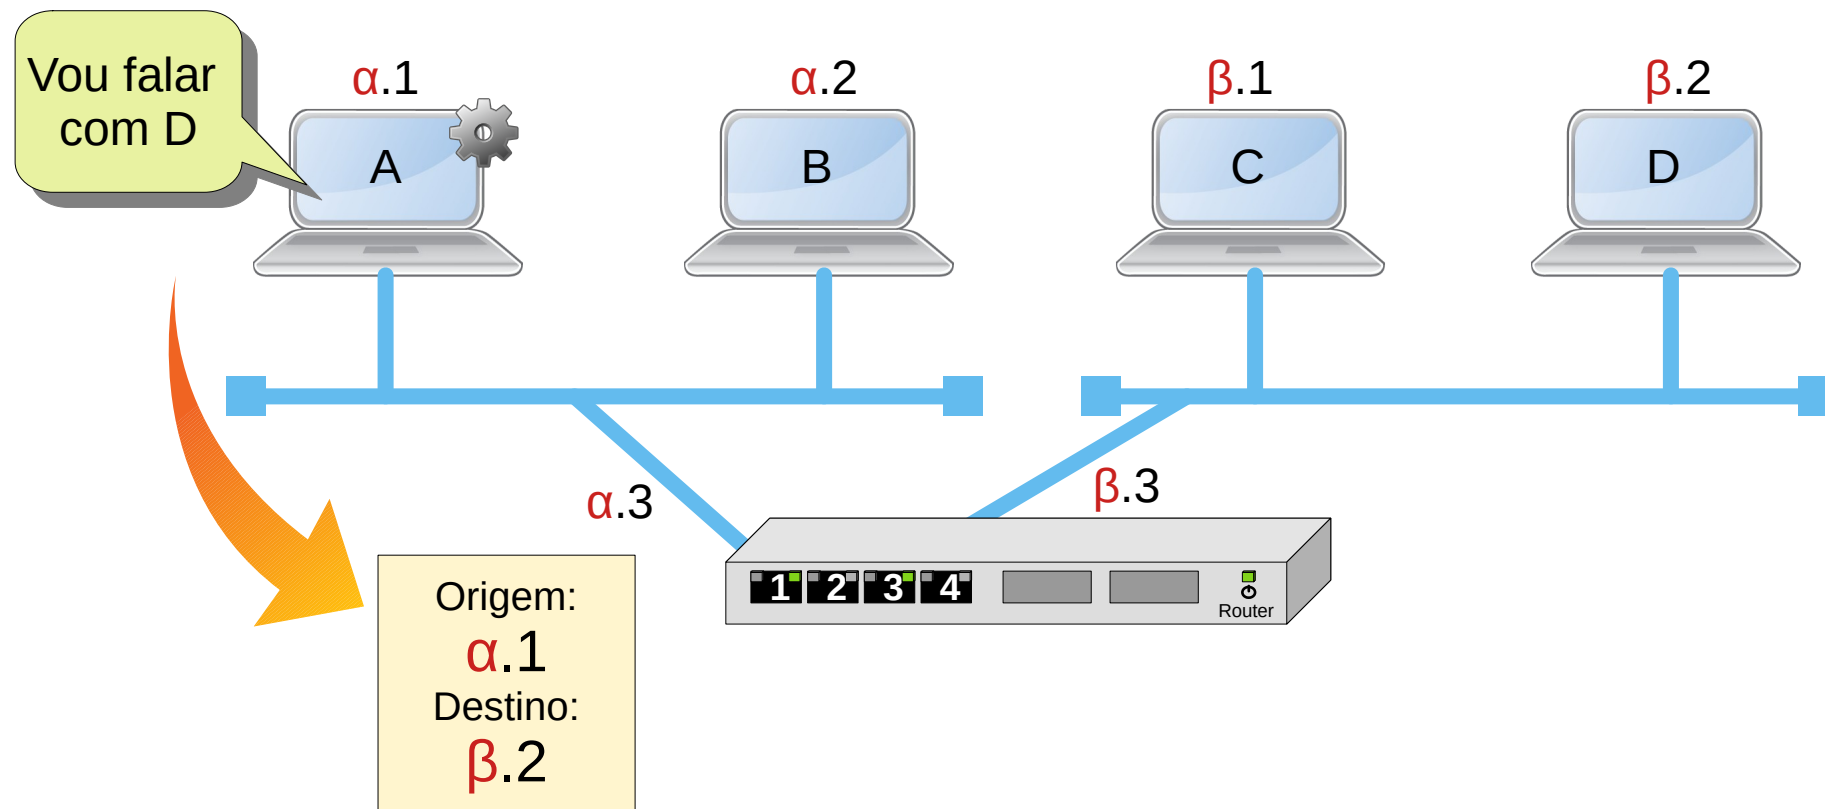 Vou falar
com D
α.1
α.2
β.1
β.2
A
B
C
D
α.3
β.3
1 2 3 4
Router
Origem:
α.1
Destino:
β.2